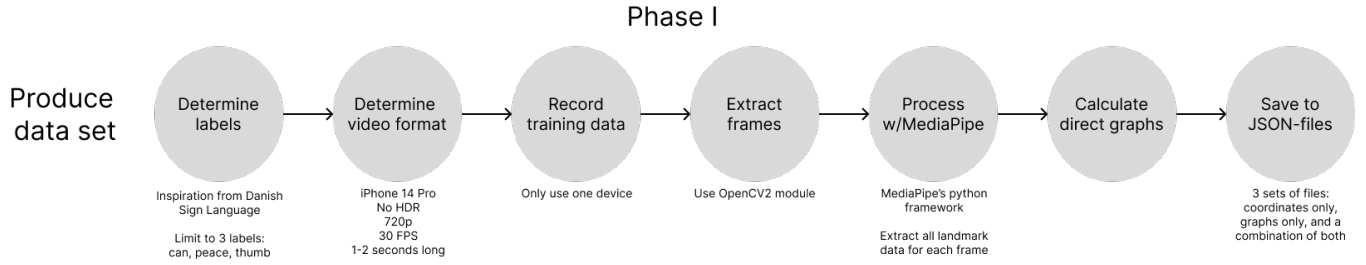 Phase I
Produce
data set
Determine
labels
Determine
video format
Record
training data
Extract
frames
Process
w/MediaPipe
Calculate
direct graphs
Save to
JSON-files
Inspiration from Danish
Sign Language
Limit to 3 labels:
can, peace, thumb
iPhone 14 Pro
No HDR
720p
30 FPS
1-2 seconds long
Only use one device
Use OpenCV2 module
MediaPipe's python
framework
Extract all landmark
data for each frame
3 sets of files:
coordinates only,
graphs only, and a
combination of both